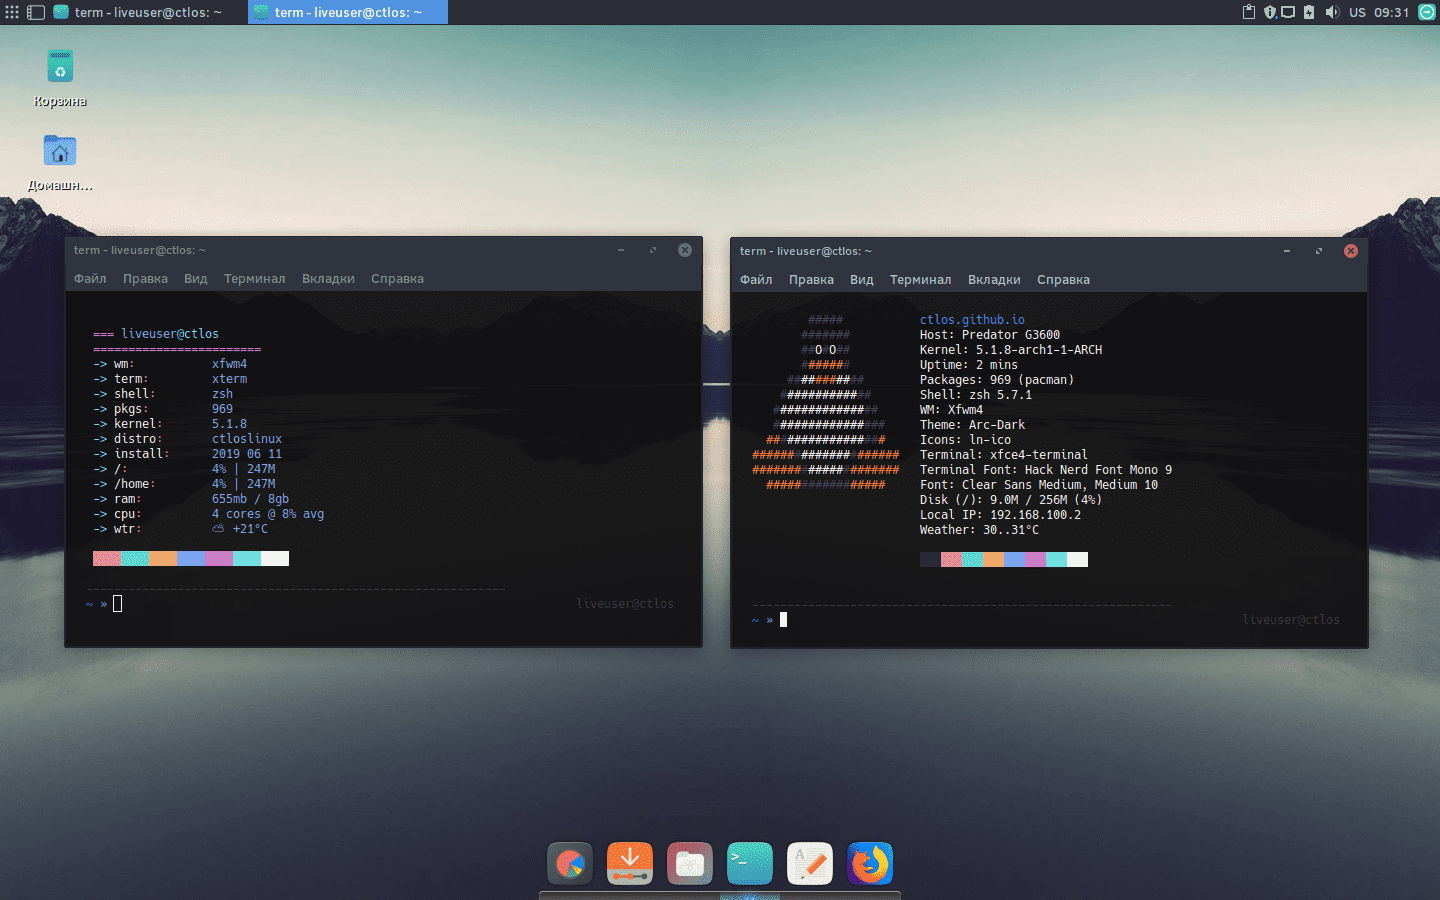 term - liveuser@ctlos: ~
term - liveuser@ctlos: ~
US 09:31
Корзина
Домашн...
term - liveuser@ctlos: ~
Файл Правка Вид Терминал Вкладки Справка
=== liveuser@ctlos
========================
-> wm: xfwm4
-> term: xterm
-> shell: zsh
-> pkgs: 969
-> kernel: 5.1.8
-> distro: ctloslinux
-> install: 2019 06 11
-> /: 4% | 247M
-> /home: 4% | 247M
-> ram: 655mb / 8gb
-> cpu: 4 cores @ 8% avg
-> wtr: +21°C
~ » liveuser@ctlos
term - liveuser@ctlos: ~
Файл Правка Вид Терминал Вкладки Справка
ctlos.github.io
Host: Predator G3600
Kernel: 5.1.8-arch1-1-ARCH
Uptime: 2 mins
Packages: 969 (pacman)
Shell: zsh 5.7.1
WM: Xfwm4
Theme: Arc-Dark
Icons: ln-ico
Terminal: xfce4-terminal
Terminal Font: Hack Nerd Font Mono 9
Font: Clear Sans Medium, Medium 10
Disk (/): 9.0M / 256M (4%)
Local IP: 192.168.100.2
Weather: 30..31°C
~ » liveuser@ctlos